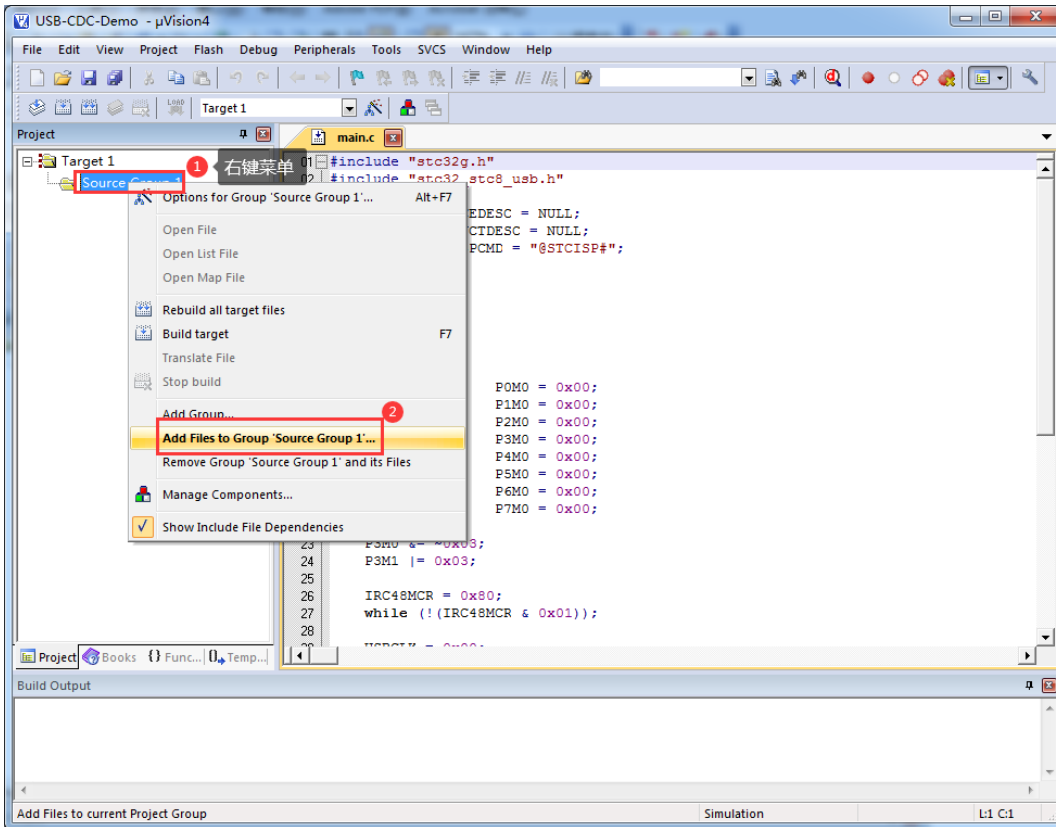 USB-CDC-Demo - µVision4
File Edit View Project Flash Debug Peripherals Tools SVCS Window Help
LOAD Target 1
Project
main.c
Target 1
1 右键菜单
01 #include "stc32g.h"
Source Group 1
02 #include "stc32_stc8_usb.h"
Options for Group 'Source Group 1'... Alt+F7
EDESC = NULL;
Open File
CTDESC = NULL;
Open List File
PCMD = "@STCISP#";
Open Map File
Rebuild all target files
Build target F7
Translate File
Stop build
P0M0 = 0x00;
P1M0 = 0x00;
Add Group... 2
P2M0 = 0x00;
Add Files to Group 'Source Group 1'...
P3M0 = 0x00;
P4M0 = 0x00;
Remove Group 'Source Group 1' and its Files
P5M0 = 0x00;
P6M0 = 0x00;
Manage Components...
P7M0 = 0x00;
Show Include File Dependencies
23 P3M0 &= ~0x03;
24 P3M1 |= 0x03;
25
26 IRC48MCR = 0x80;
27 while (!(IRC48MCR & 0x01));
28
Project Books {} Func... Temp...
Build Output
Add Files to current Project Group Simulation L:1 C:1